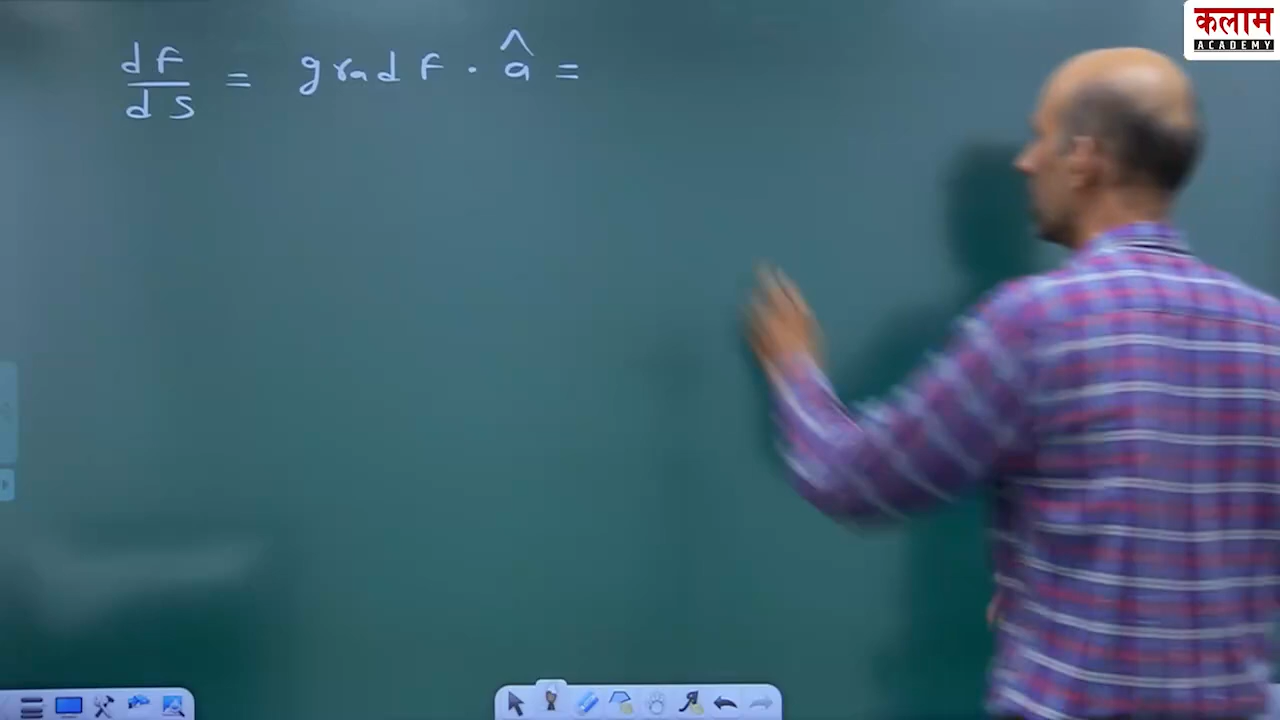 कलाम
ACADEMY
df/ds = grad f · â =